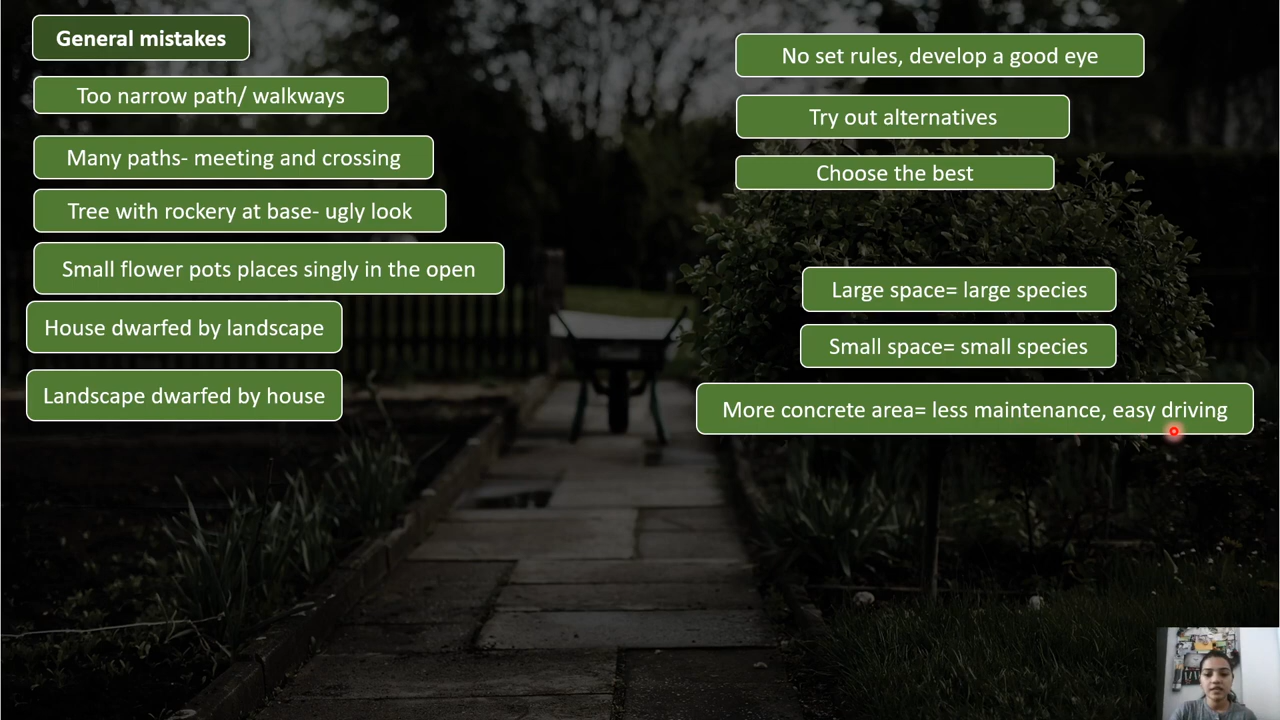 General mistakes
Too narrow path/ walkways
Many paths- meeting and crossing
Tree with rockery at base- ugly look
Small flower pots places singly in the open
House dwarfed by landscape
Landscape dwarfed by house
No set rules, develop a good eye
Try out alternatives
Choose the best
Large space= large species
Small space= small species
More concrete area= less maintenance, easy driving